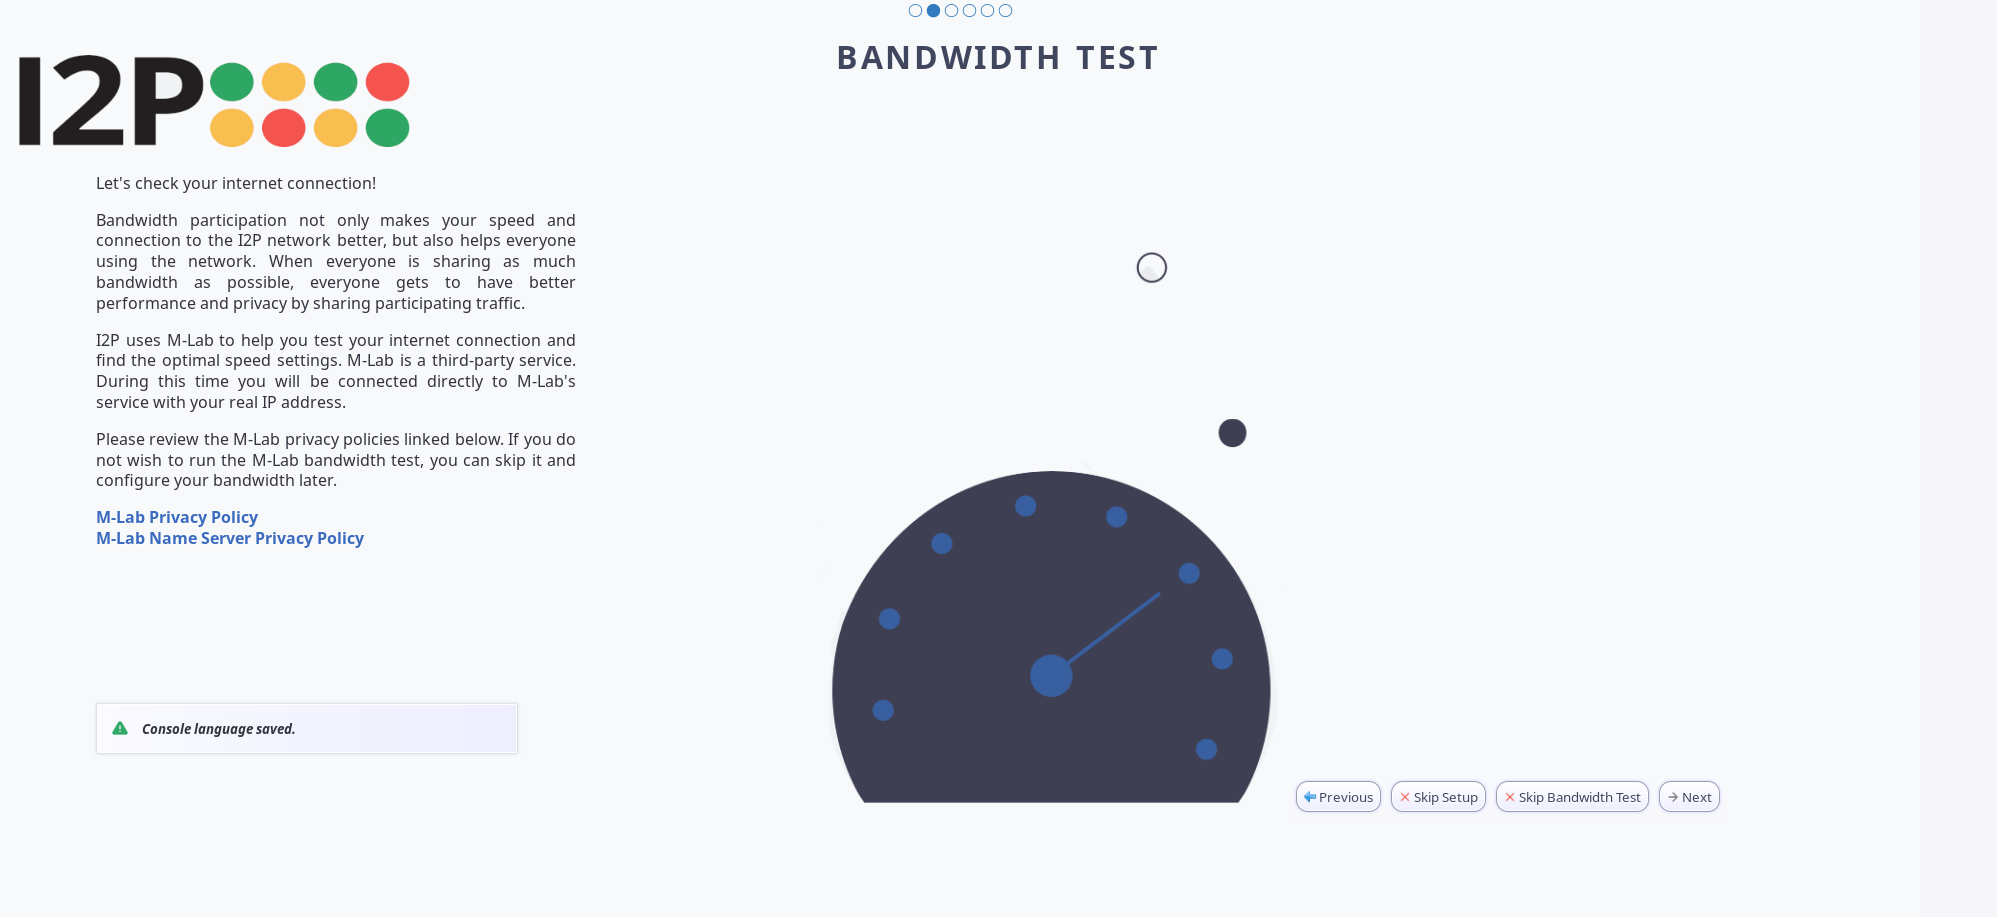 BANDWIDTH TEST
I2P
Let's check your internet connection!
Bandwidth participation not only makes your speed and
connection to the I2P network better, but also helps everyone
using the network. When everyone is sharing as much
bandwidth as possible, everyone gets to have better
performance and privacy by sharing participating traffic.
I2P uses M-Lab to help you test your internet connection and
find the optimal speed settings. M-Lab is a third-party service.
During this time you will be connected directly to M-Lab's
service with your real IP address.
Please review the M-Lab privacy policies linked below. If you do
not wish to run the M-Lab bandwidth test, you can skip it and
configure your bandwidth later.
M-Lab Privacy Policy
M-Lab Name Server Privacy Policy
Console language saved.
Previous Skip Setup Skip Bandwidth Test Next